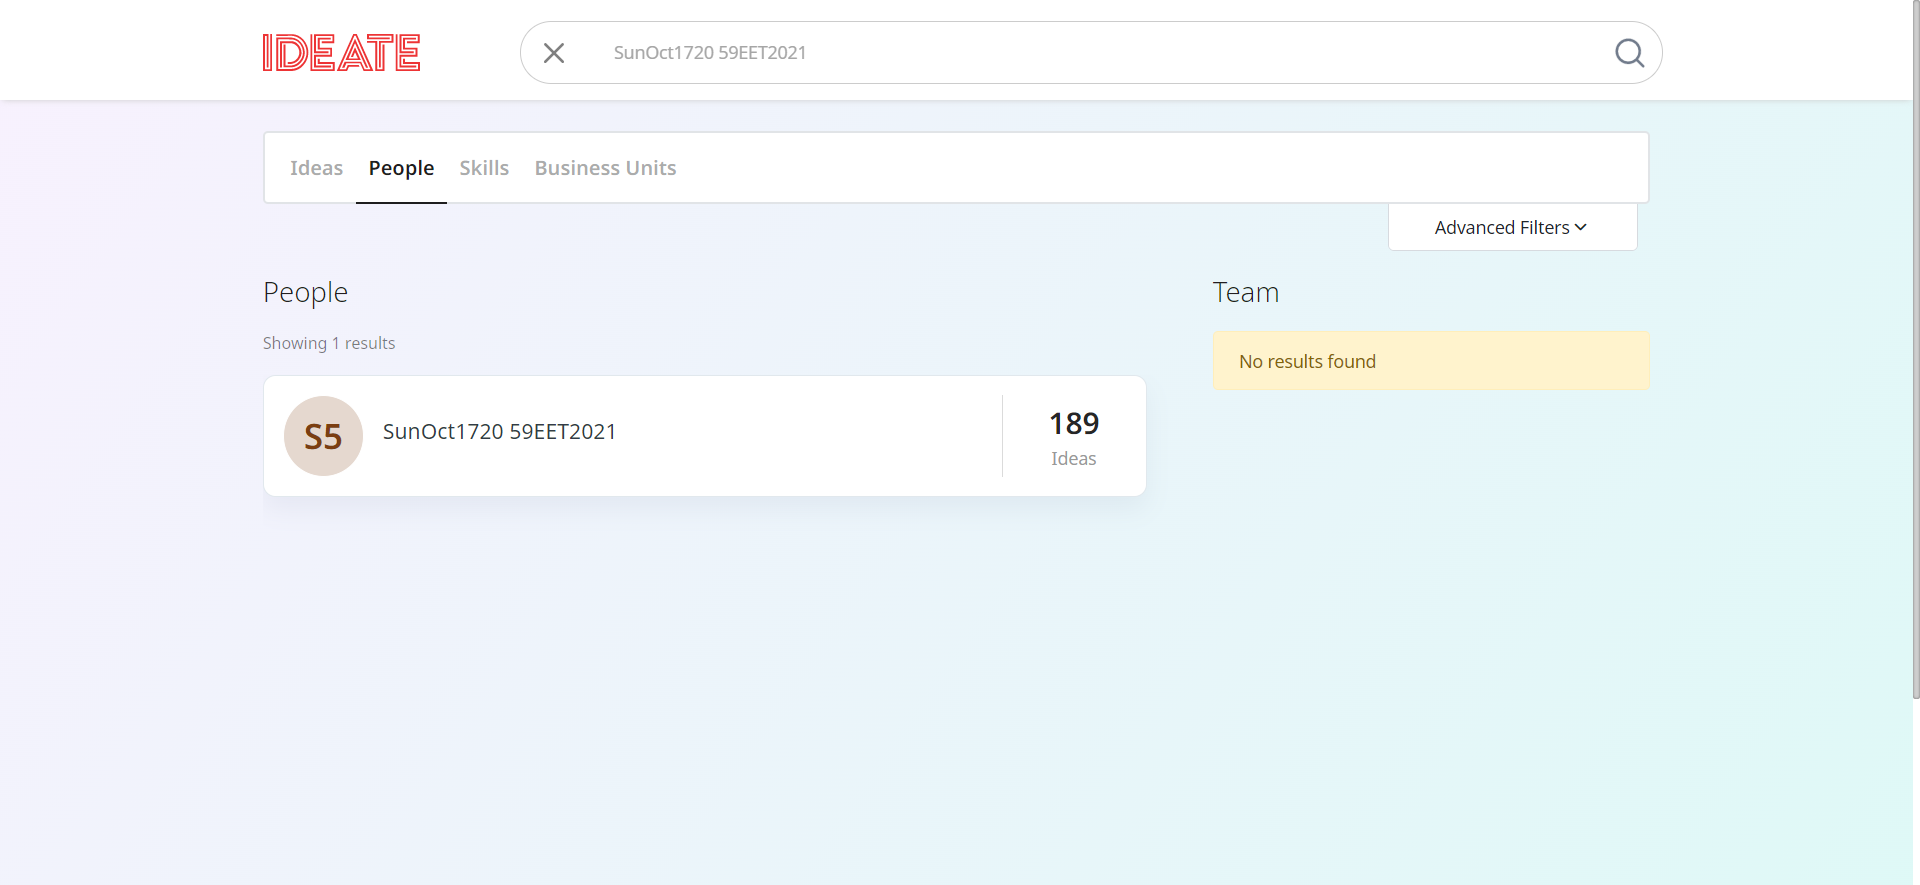 IDEATE
SunOct1720 59EET2021
Ideas People Skills Business Units
Advanced Filters
People
Team
Showing 1 results
No results found
S5
SunOct1720 59EET2021
189
Ideas